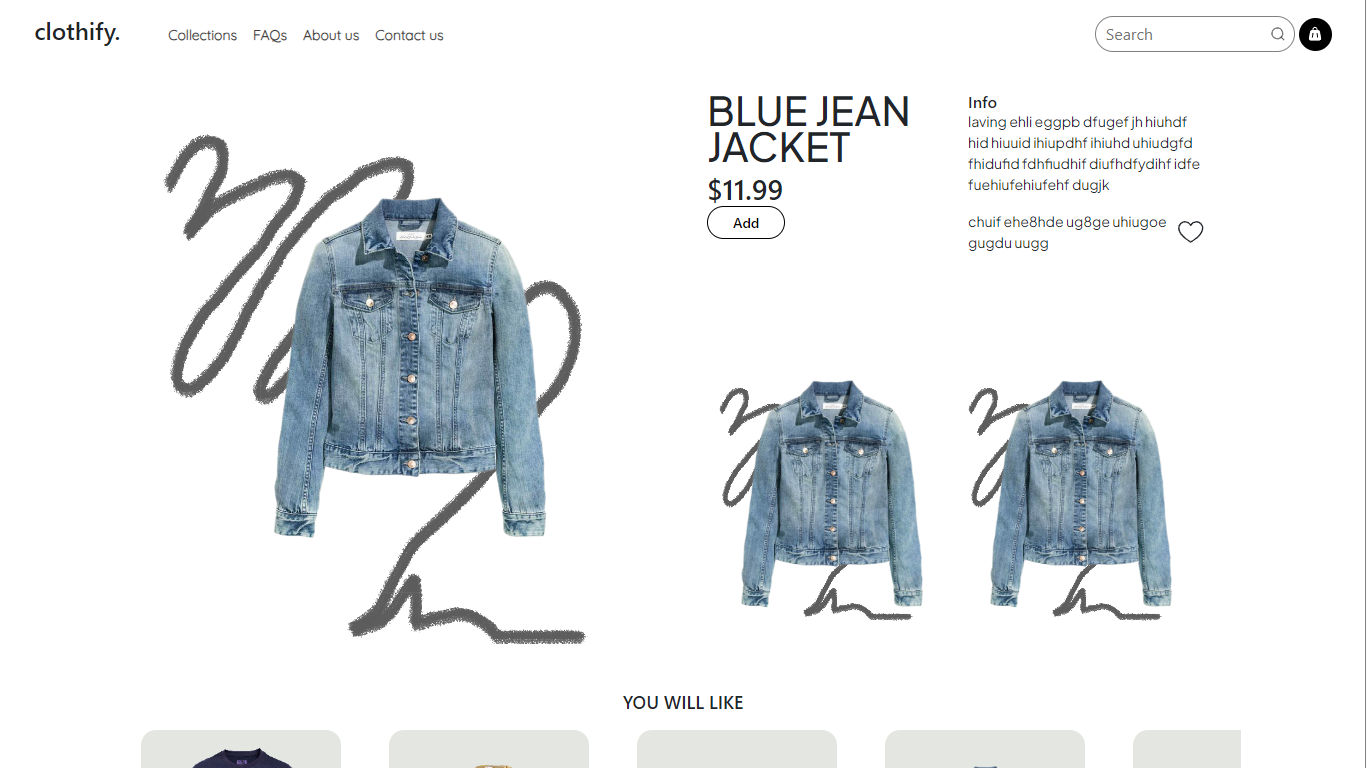 clothify.
Collections FAQs About us Contact us
Search
BLUE JEAN
JACKET
$11.99
Add
Info
laving ehli eggpb dfugef jh hiuhdf
hid hiuuid ihiupdhf ihiuhd uhiudgfd
fhidufid fdhfiudhif diufhdfydihf idfe
fuehiufehiufehf dugjk
chuif ehe8hde ug8ge uhiugoe
gugdu uugg
YOU WILL LIKE